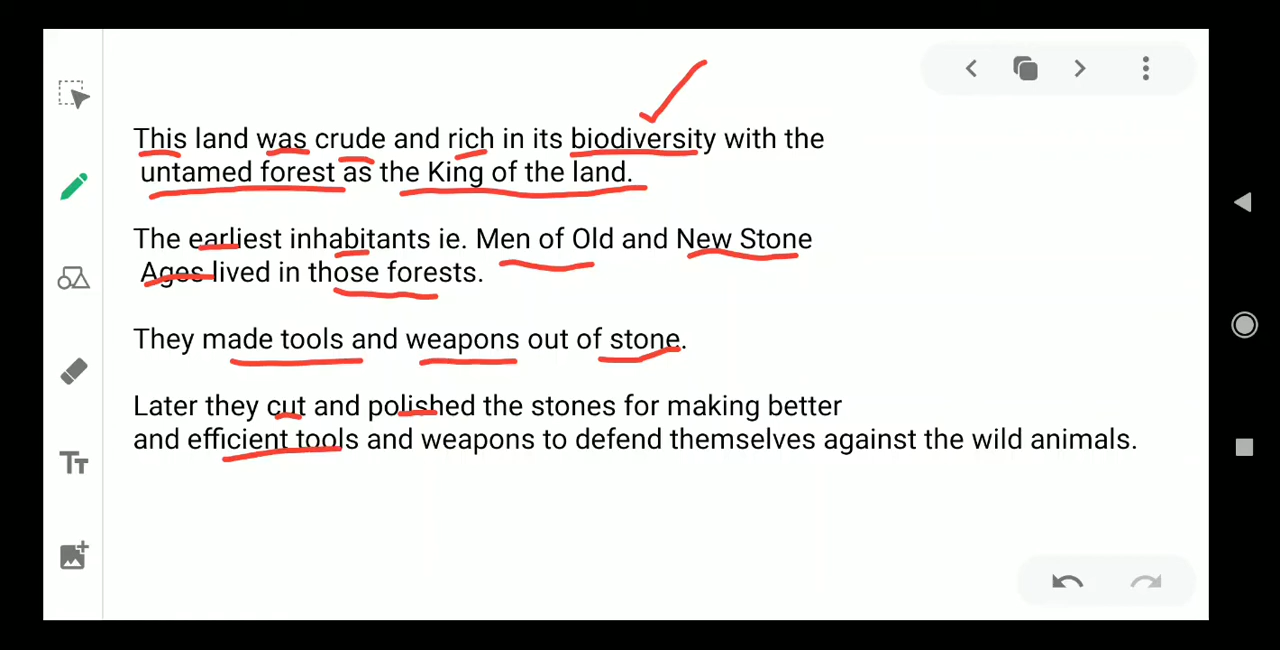 This land was crude and rich in its biodiversity with the
untamed forest as the King of the land.
The earliest inhabitants ie. Men of Old and New Stone
Ages lived in those forests.
They made tools and weapons out of stone.
Later they cut and polished the stones for making better
and efficient tools and weapons to defend themselves against the wild animals.
Tт